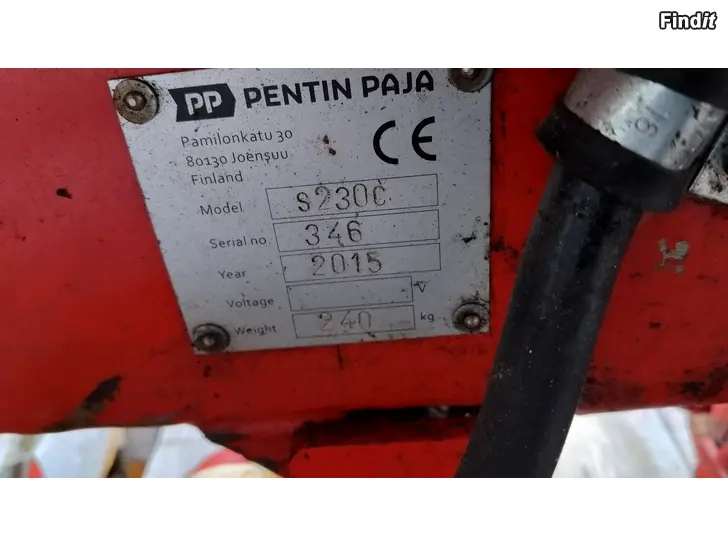 Findit
PP PENTIN PAJA
Pamilonkatu 30
80130 Joensuu
Finland
CE
Model S230C
Serial no 346
Year 2015
Voltage V
Weight 240 kg